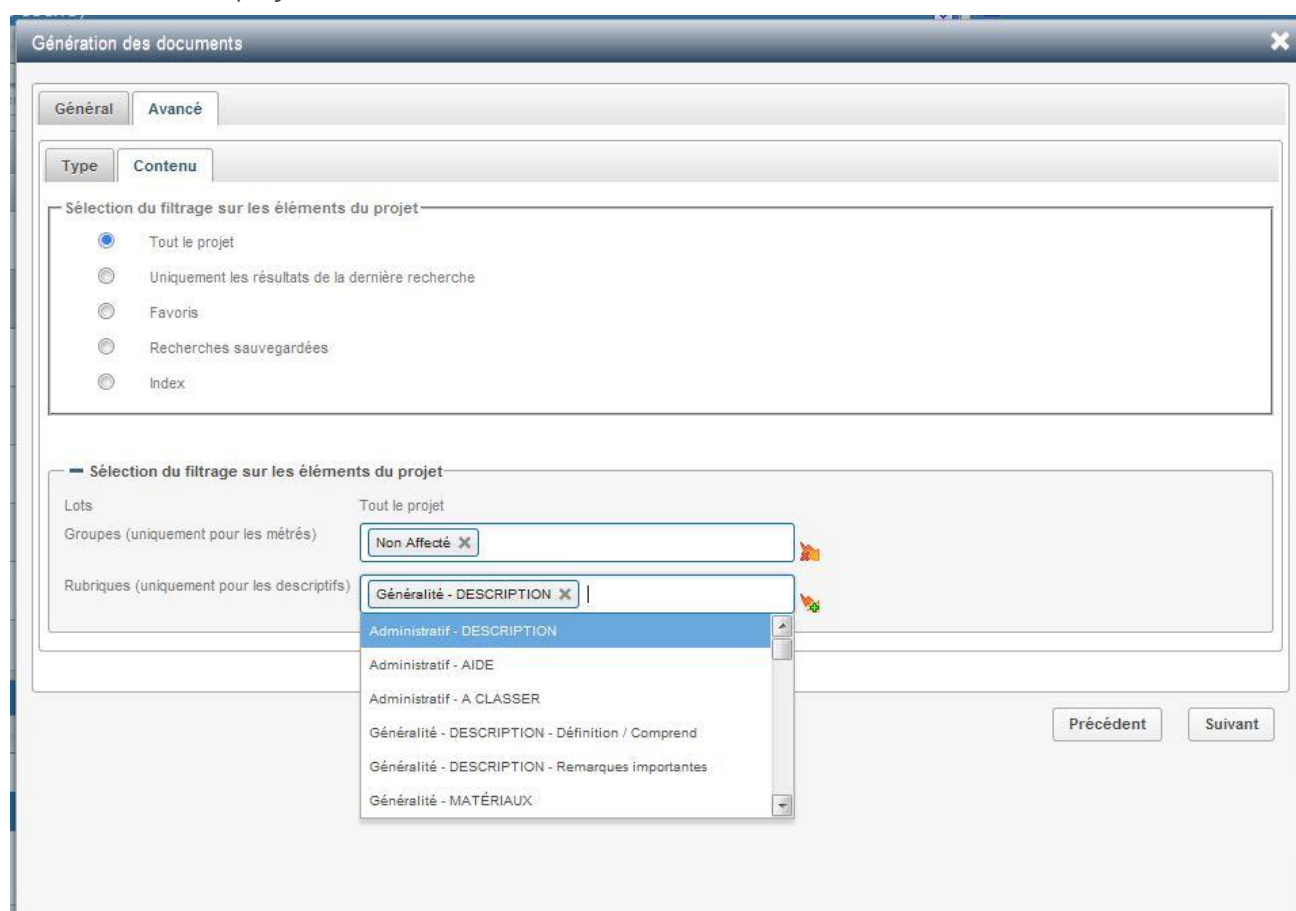 Génération des documents
Général Avancé
Type Contenu
Sélection du filtrage sur les éléments du projet
Tout le projet
Uniquement les résultats de la dernière recherche
Favoris
Recherches sauvegardées
Index
Sélection du filtrage sur les éléments du projet
Lots Tout le projet
Groupes (uniquement pour les métrés) Non Affecté
Rubriques (uniquement pour les descriptifs) Généralité - DESCRIPTION
Administratif - DESCRIPTION
Administratif - AIDE
Administratif - A CLASSER
Généralité - DESCRIPTION - Définition / Comprend
Généralité - DESCRIPTION - Remarques importantes
Généralité - MATÉRIAUX
Précédent Suivant